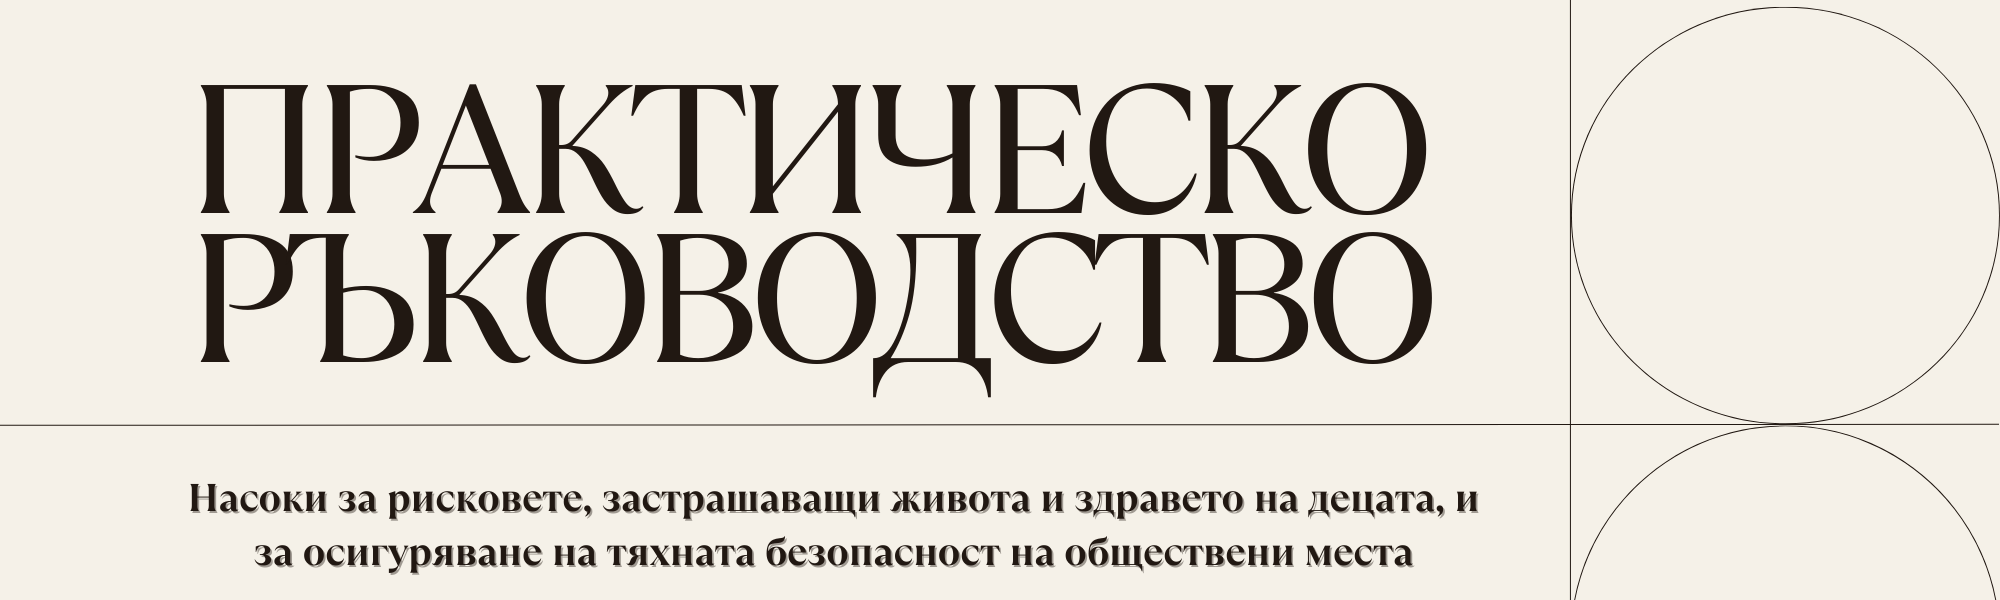 ПРАКТИЧЕСКО
РЪКОВОДСТВО
Насоки за рисковете, застрашаващи живота и здравето на децата, и
за осигуряване на тяхната безопасност на обществени места